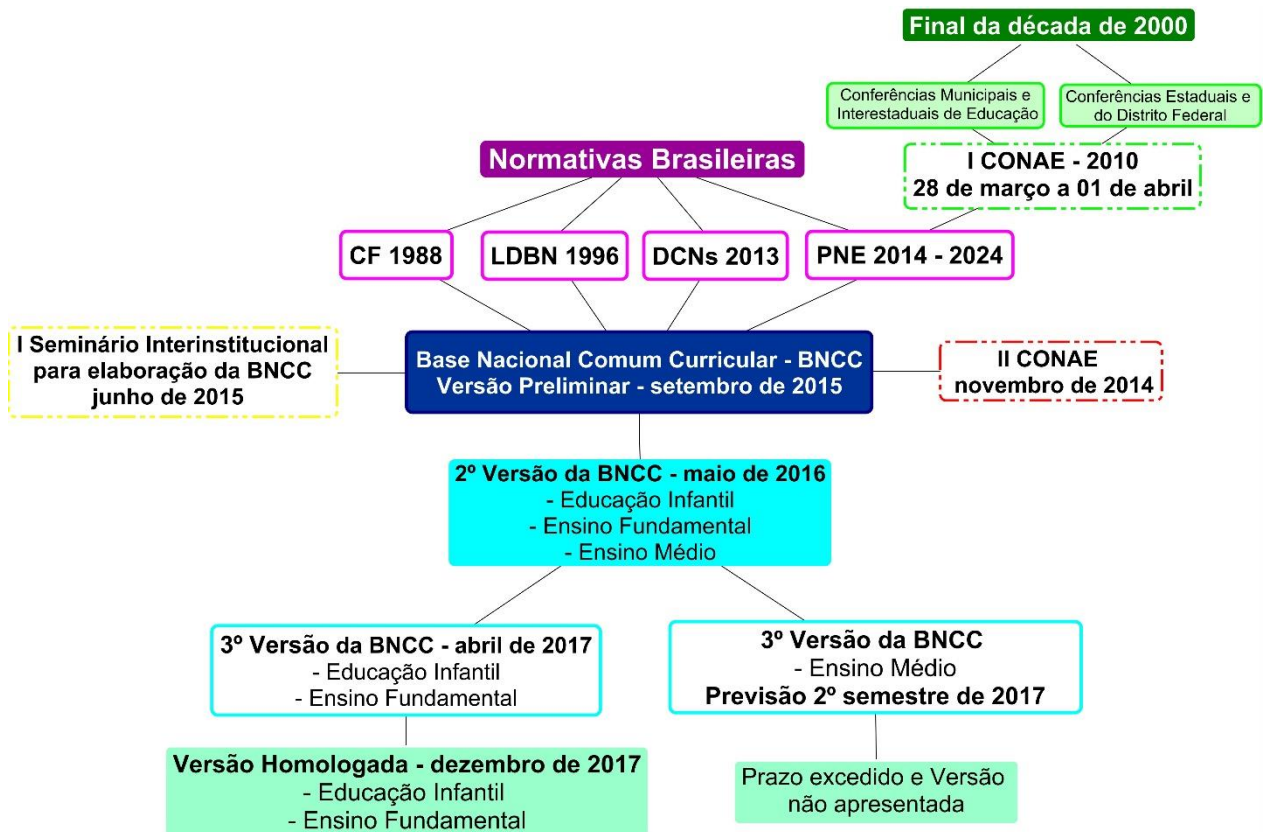 Final da década de 2000
Conferências Municipais e
Interestaduais de Educação
Conferências Estaduais e
do Distrito Federal
I CONAE - 2010
28 de março a 01 de abril
Normativas Brasileiras
CF 1988
LDBN 1996
DCNs 2013
PNE 2014 - 2024
I Seminário Interinstitucional
para elaboração da BNCC
junho de 2015
Base Nacional Comum Curricular - BNCC
Versão Preliminar - setembro de 2015
II CONAE
novembro de 2014
2º Versão da BNCC - maio de 2016
- Educação Infantil
- Ensino Fundamental
- Ensino Médio
3º Versão da BNCC - abril de 2017
- Educação Infantil
- Ensino Fundamental
3º Versão da BNCC
- Ensino Médio
Previsão 2º semestre de 2017
Versão Homologada - dezembro de 2017
- Educação Infantil
- Ensino Fundamental
Prazo excedido e Versão
não apresentada